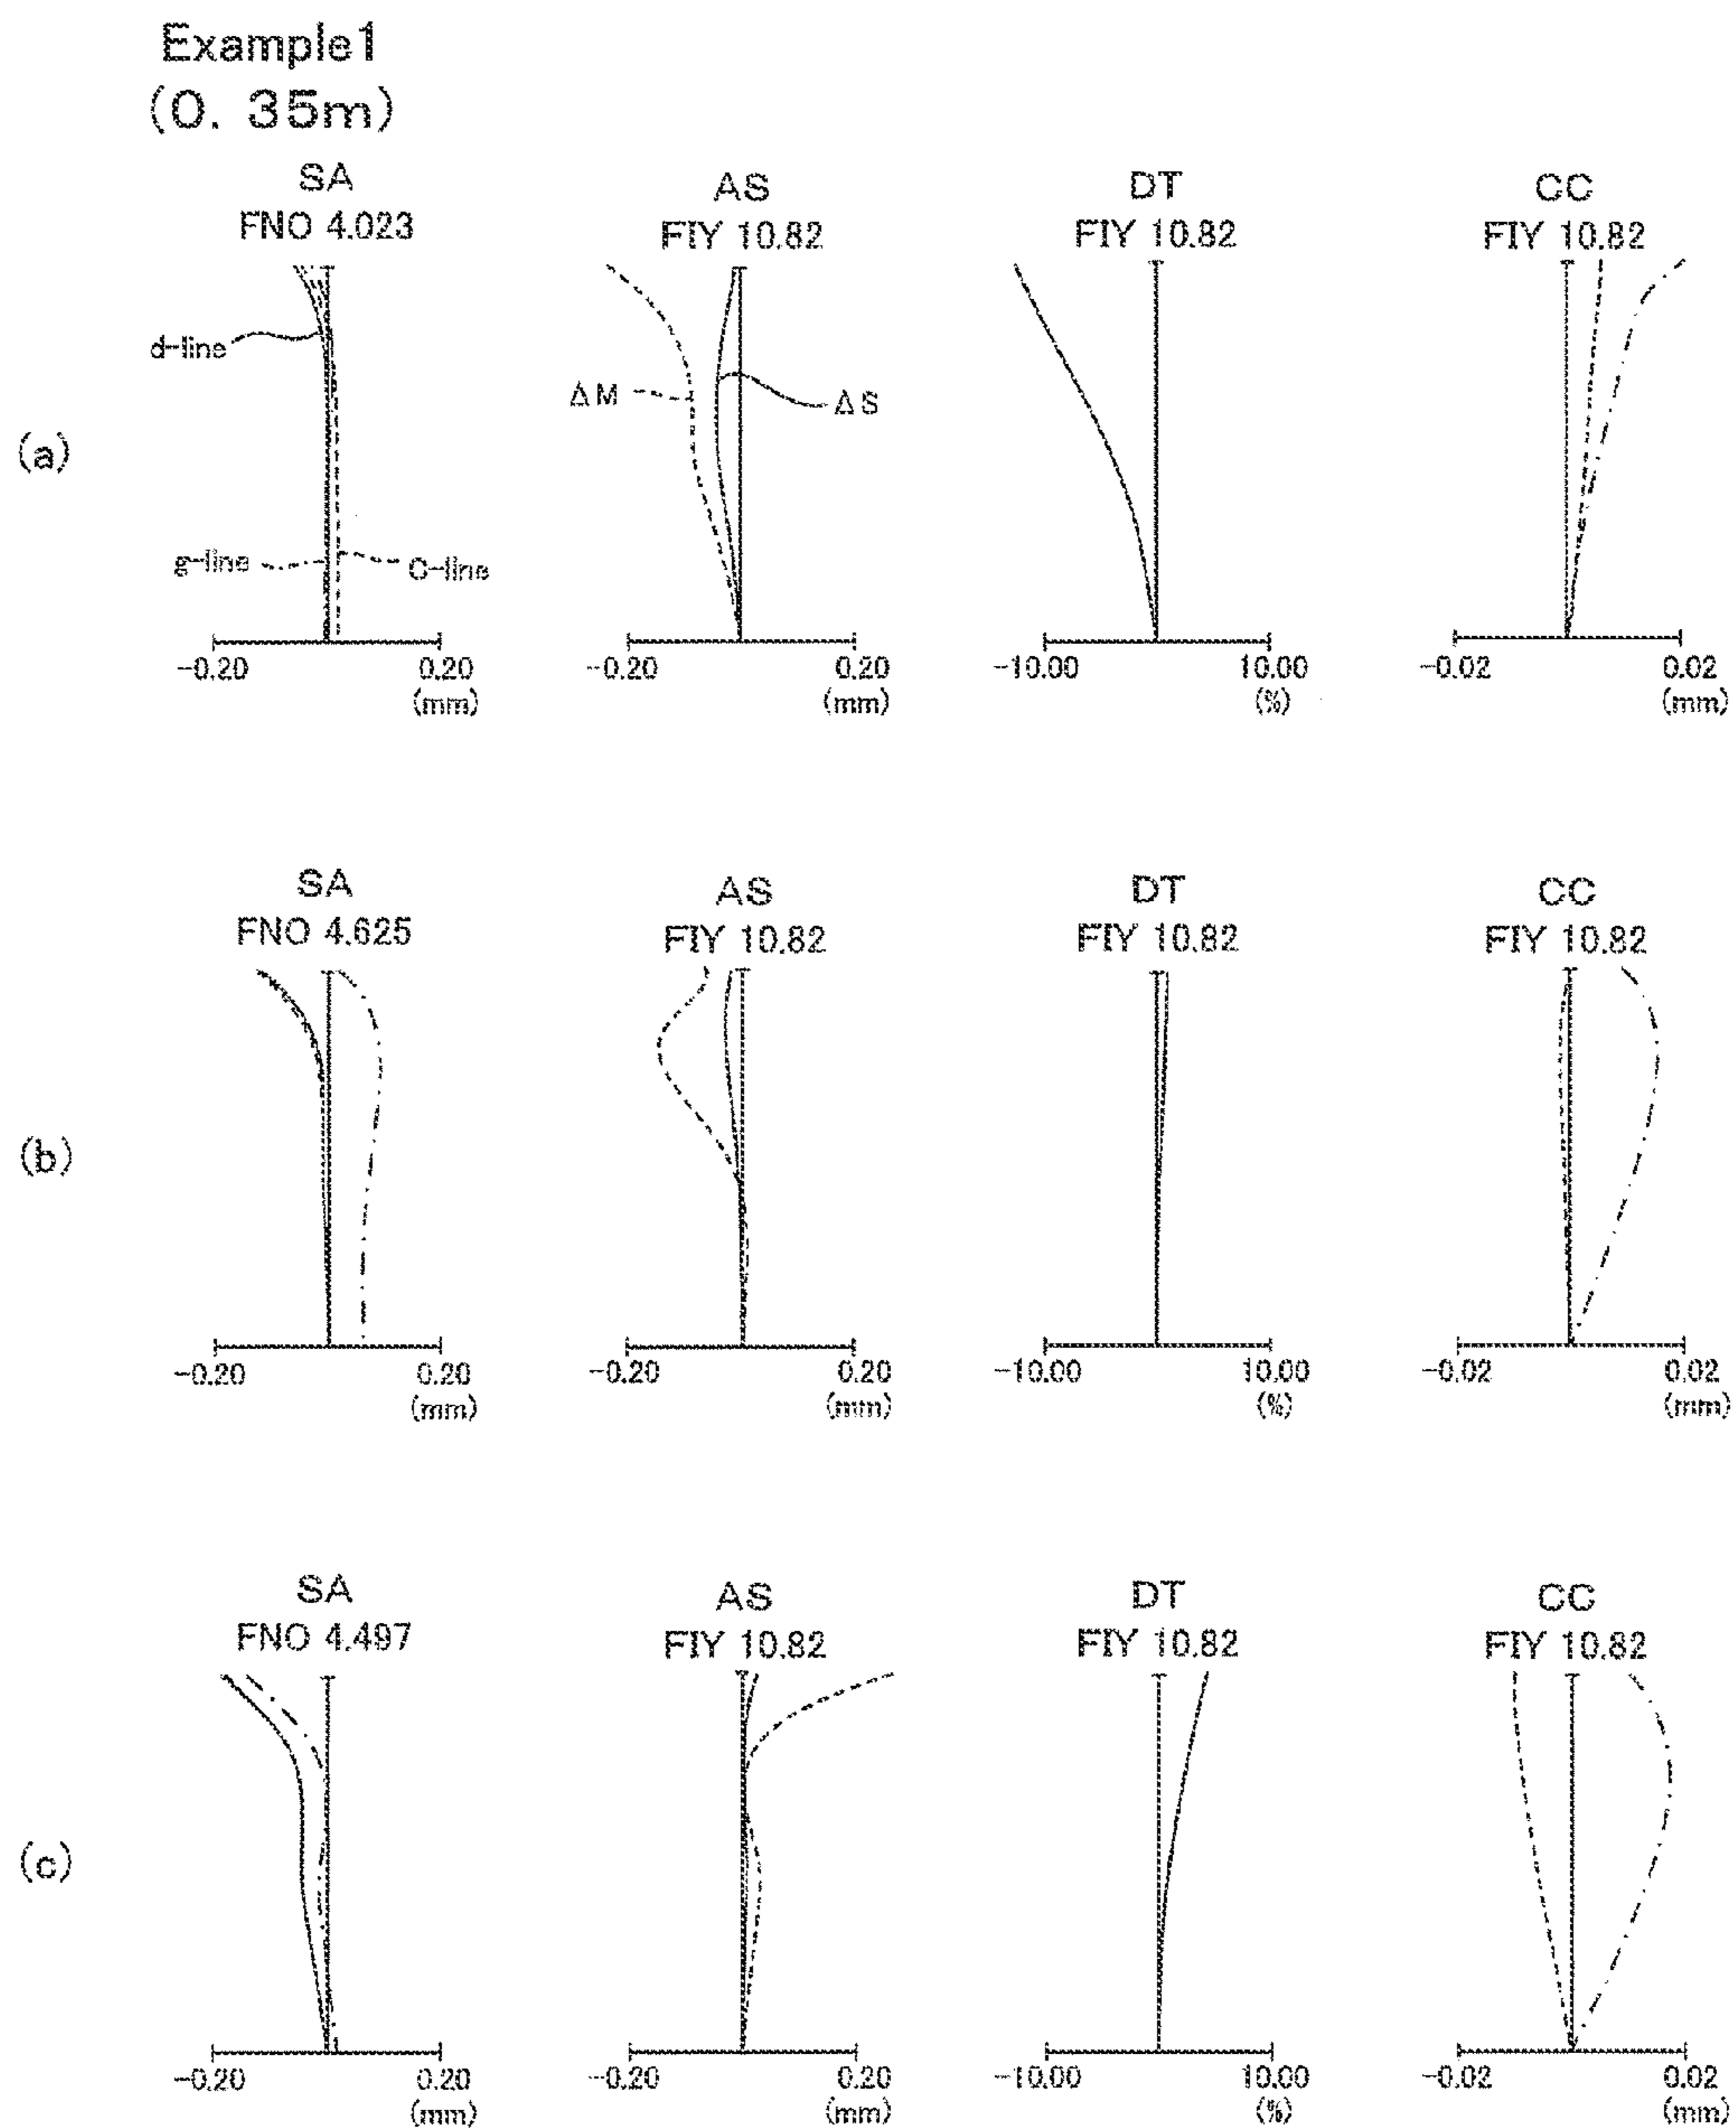 Example1
(0. 35m)
SA
FNO 4.023
AS
FIY 10.82
DT
FIY 10.82
CC
FIY 10.82
d-line
ΔM
ΔS
(a)
g-line
C-line
-0.20
0.20
(mm)
-0.20
0.20
(mm)
-10.00
10.00
(%)
-0.02
0.02
(mm)
SA
FNO 4.625
AS
FIY 10.82
DT
FIY 10.82
CC
FIY 10.82
(b)
-0.20
0.20
(mm)
-0.20
0.20
(mm)
-10.00
10.00
(%)
-0.02
0.02
(mm)
SA
FNO 4.497
AS
FIY 10.82
DT
FIY 10.82
CC
FIY 10.82
(c)
-0.20
0.20
(mm)
-0.20
0.20
(mm)
-10.00
10.00
(%)
-0.02
0.02
(mm)